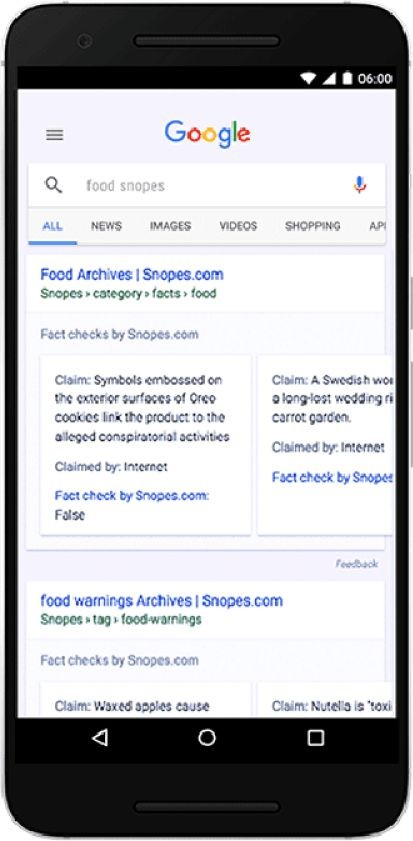 06:00
Google
food snopes
ALL NEWS IMAGES VIDEOS SHOPPING
Food Archives | Snopes.com
Snopes › category › facts › food
Fact checks by Snopes.com
Claim: Symbols embossed on
the exterior surfaces of Oreo
cookies link the product to the
alleged conspiratorial activities
Claimed by: Internet
Fact check by Snopes.com:
False
Claim: A Swedish
a long-lost wedding
carrot garden.
Claimed by: Internet
Fact check by Snopes
Feedback
food warnings Archives | Snopes.com
Snopes › tag › food-warnings
Fact checks by Snopes.com
Claim: Waxed apples cause
Claim: Nutella is